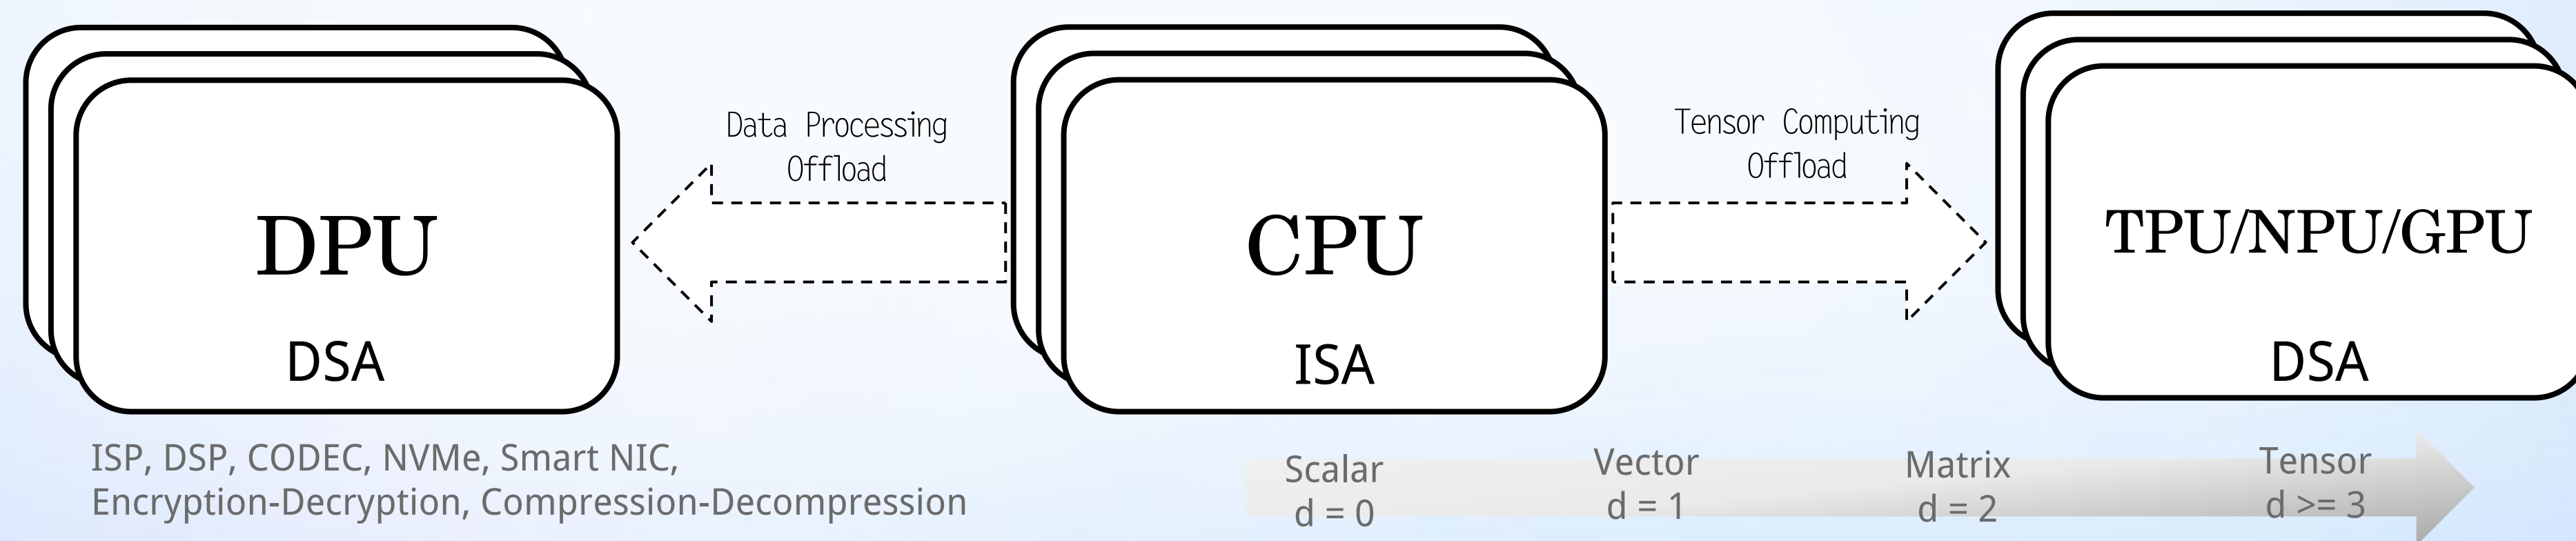 DPU
DSA
ISP, DSP, CODEC, NVMe, Smart NIC,
Encryption-Decryption, Compression-Decompression
Data Processing
Offload
CPU
ISA
Tensor Computing
Offload
TPU/NPU/GPU
DSA
Scalar
d = 0
Vector
d = 1
Matrix
d = 2
Tensor
d >= 3